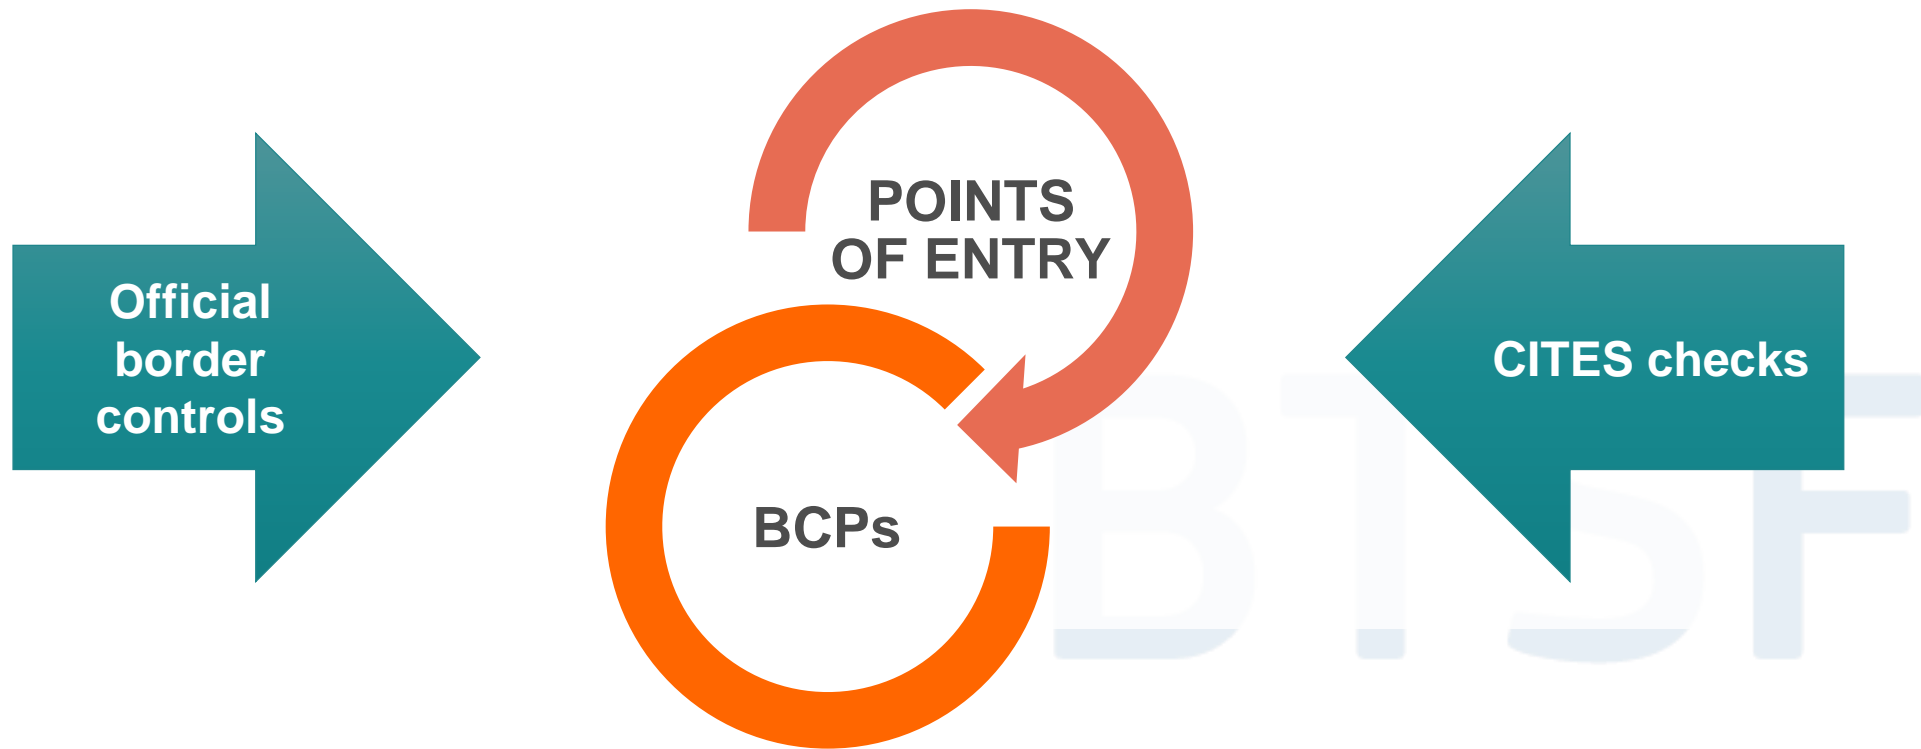 POINTS
OF ENTRY
Official
border
controls
CITES checks
BCPs
BTSF